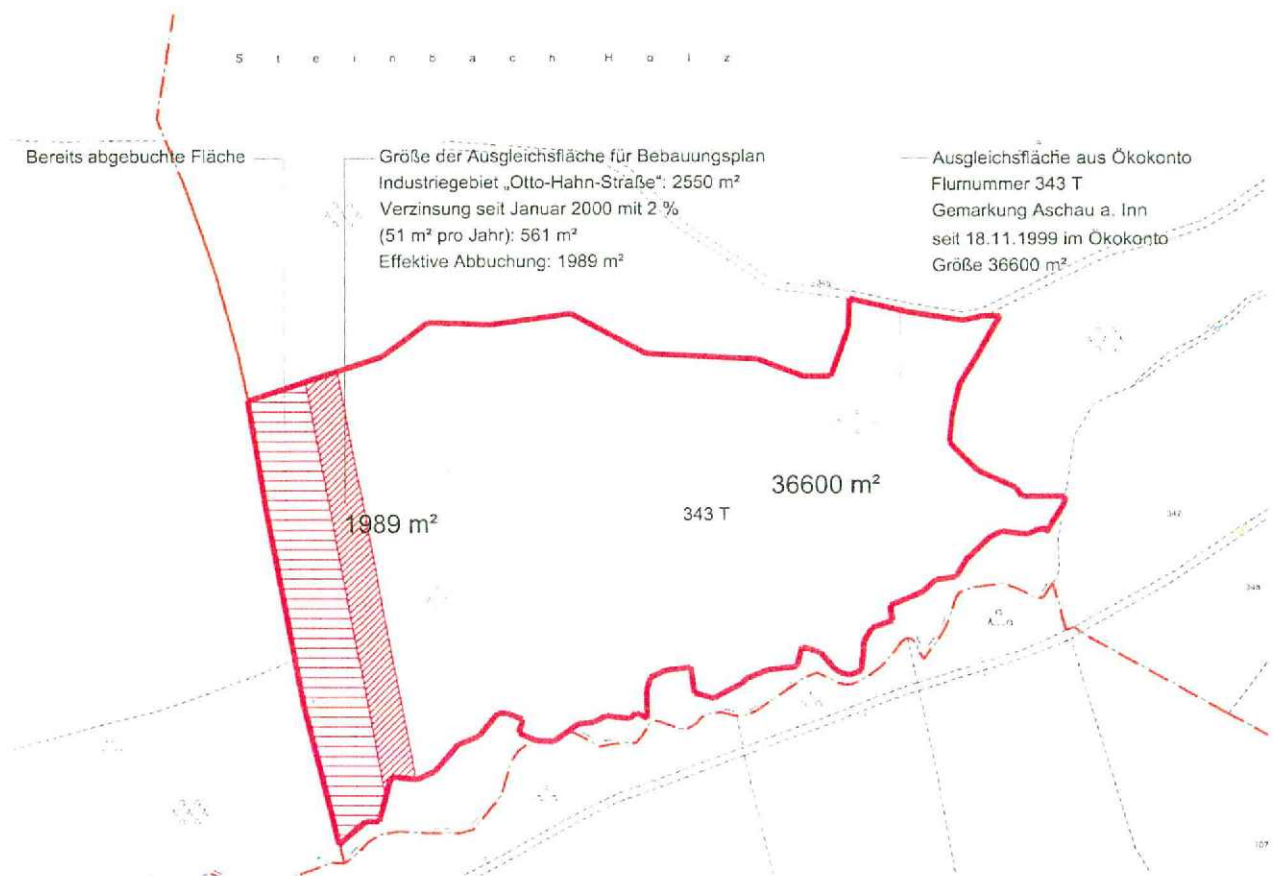 Steinbach Holz
Bereits abgebuchte Fläche
Größe der Ausgleichsfläche für Bebauungsplan
Industriegebiet „Otto-Hahn-Straße“: 2550 m²
Verzinsung seit Januar 2000 mit 2 %
(51 m² pro Jahr): 561 m²
Effektive Abbuchung: 1989 m²
Ausgleichsfläche aus Ökokonto
Flurnummer 343 T
Gemarkung Aschau a. Inn
seit 18.11.1999 im Ökokonto
Größe 36600 m²
36600 m²
343 T
1989 m²